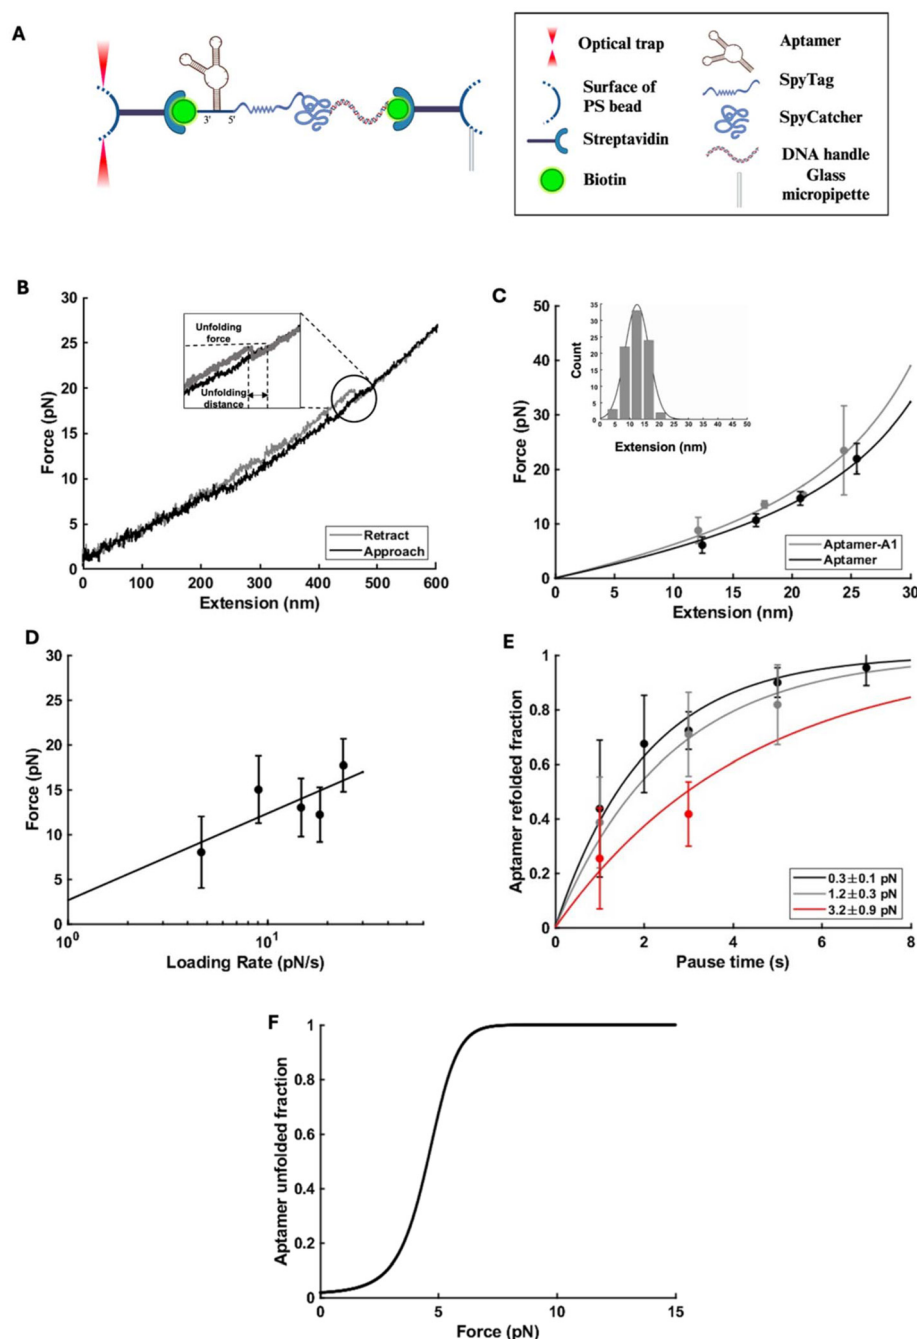 A
3'
5'
Optical trap
Surface of
PS bead
Streptavidin
Biotin
Aptamer
SpyTag
SpyCatcher
DNA handle
Glass
micropipette
B
30
25
20
15
10
5
0
Force (pN)
Unfolding
force
Unfolding
distance
Retract
Approach
0 100 200 300 400 500 600
Extension (nm)
C
50
40
30
20
10
0
Force (pN)
35
30
25
20
15
10
5
0
Count
0 5 10 15 20 25 30 35 40 45 50
Extension (nm)
Aptamer-A1
Aptamer
0 5 10 15 20 25 30
Extension (nm)
D
30
25
20
15
10
5
0
Force (pN)
10⁰ 10¹
Loading Rate (pN/s)
E
1
0.8
0.6
0.4
0.2
0
Aptamer refolded fraction
0.3±0.1 pN
1.2±0.3 pN
3.2±0.9 pN
0 2 4 6 8
Pause time (s)
F
1
0.8
0.6
0.4
0.2
0
Aptamer unfolded fraction
0 5 10 15
Force (pN)